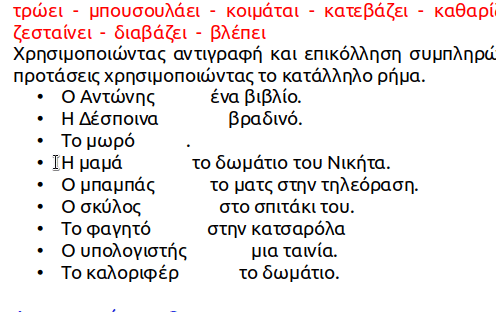 τρώει - μπουσουλάει - κοιμάται - κατεβάζει -
ζεσταίνει - διαβάζει - βλέπει
Χρησιμοποιώντας αντιγραφή και επικόλληση
προτάσεις χρησιμοποιώντας το κατάλληλο ρήμα.
• Ο Αντώνης ένα βιβλίο.
• Η Δέσποινα βραδινό.
• Το μωρό .
• Η μαμά το δωμάτιο του Νικήτα.
• Ο μπαμπάς το ματς στην τηλεόραση.
• Ο σκύλος στο σπιτάκι του.
• Το φαγητό στην κατσαρόλα
• Ο υπολογιστής μια ταινία.
• Το καλοριφέρ το δωμάτιο.